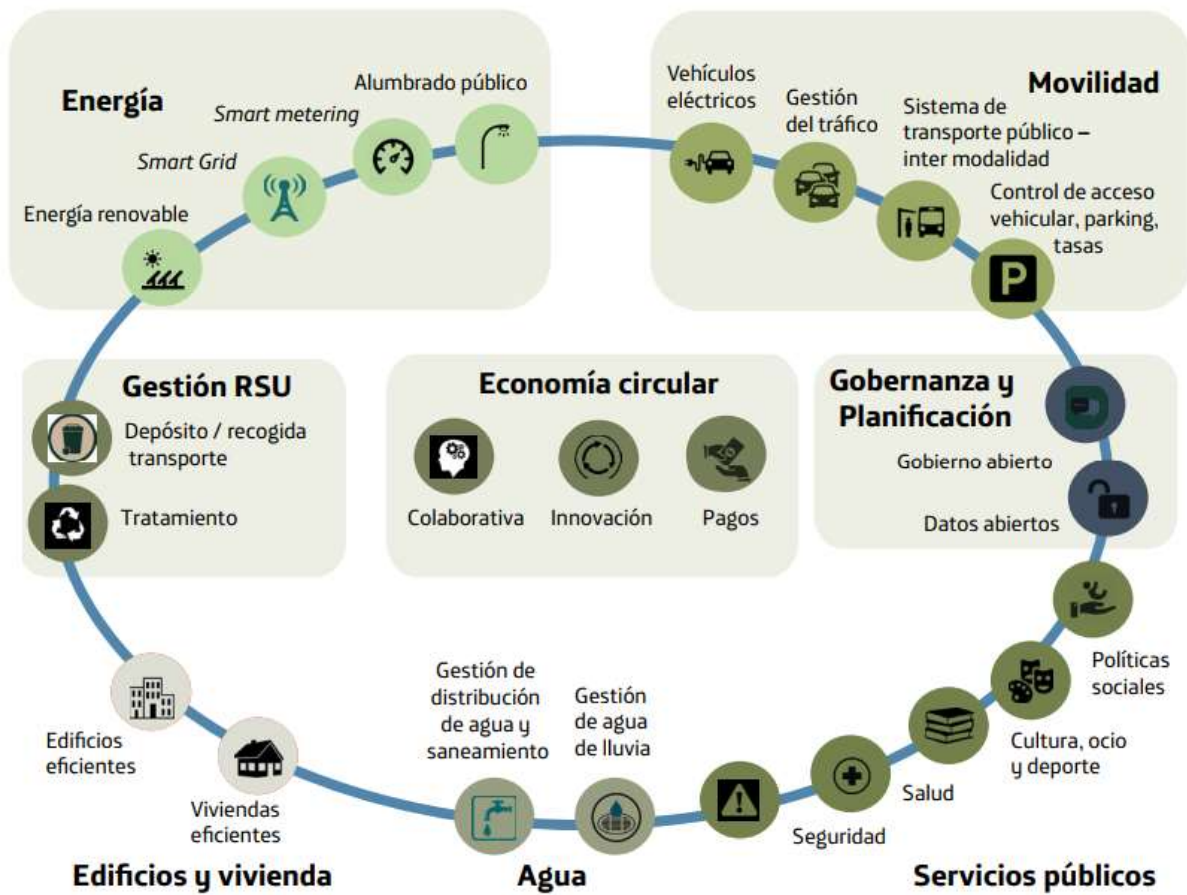 Energía
Alumbrado público
Smart metering
Smart Grid
Energía renovable
Movilidad
Vehículos
eléctricos
Gestión
del tráfico
Sistema de
transporte público –
inter modalidad
Control de acceso
vehicular, parking,
tasas
P
Gestión RSU
Depósito / recogida
transporte
Tratamiento
Economía circular
Colaborativa
Innovación
Pagos
Gobernanza y
Planificación
Gobierno abierto
Datos abiertos
Políticas
sociales
Cultura, ocio
y deporte
Salud
Seguridad
Servicios públicos
Gestión de
distribución
de agua y
saneamiento
Gestión
de agua
de lluvia
Agua
Edificios
eficientes
Viviendas
eficientes
Edificios y vivienda